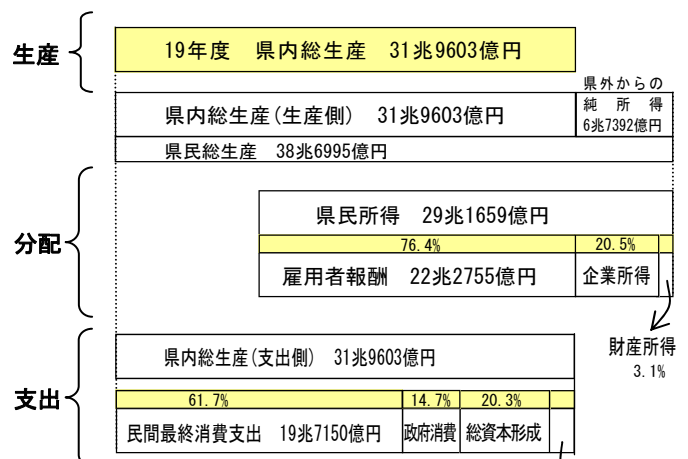 生産
19年度 県内総生産 31兆9603億円
県外からの
純所得
6兆7392億円
県内総生産(生産側) 31兆9603億円
県民総生産 38兆6995億円
分配
県民所得 29兆1659億円
76.4% 20.5%
雇用者報酬 22兆2755億円 企業所得
財産所得
3.1%
支出
県内総生産(支出側) 31兆9603億円
61.7% 14.7% 20.3%
民間最終消費支出 19兆7150億円 政府消費 総資本形成